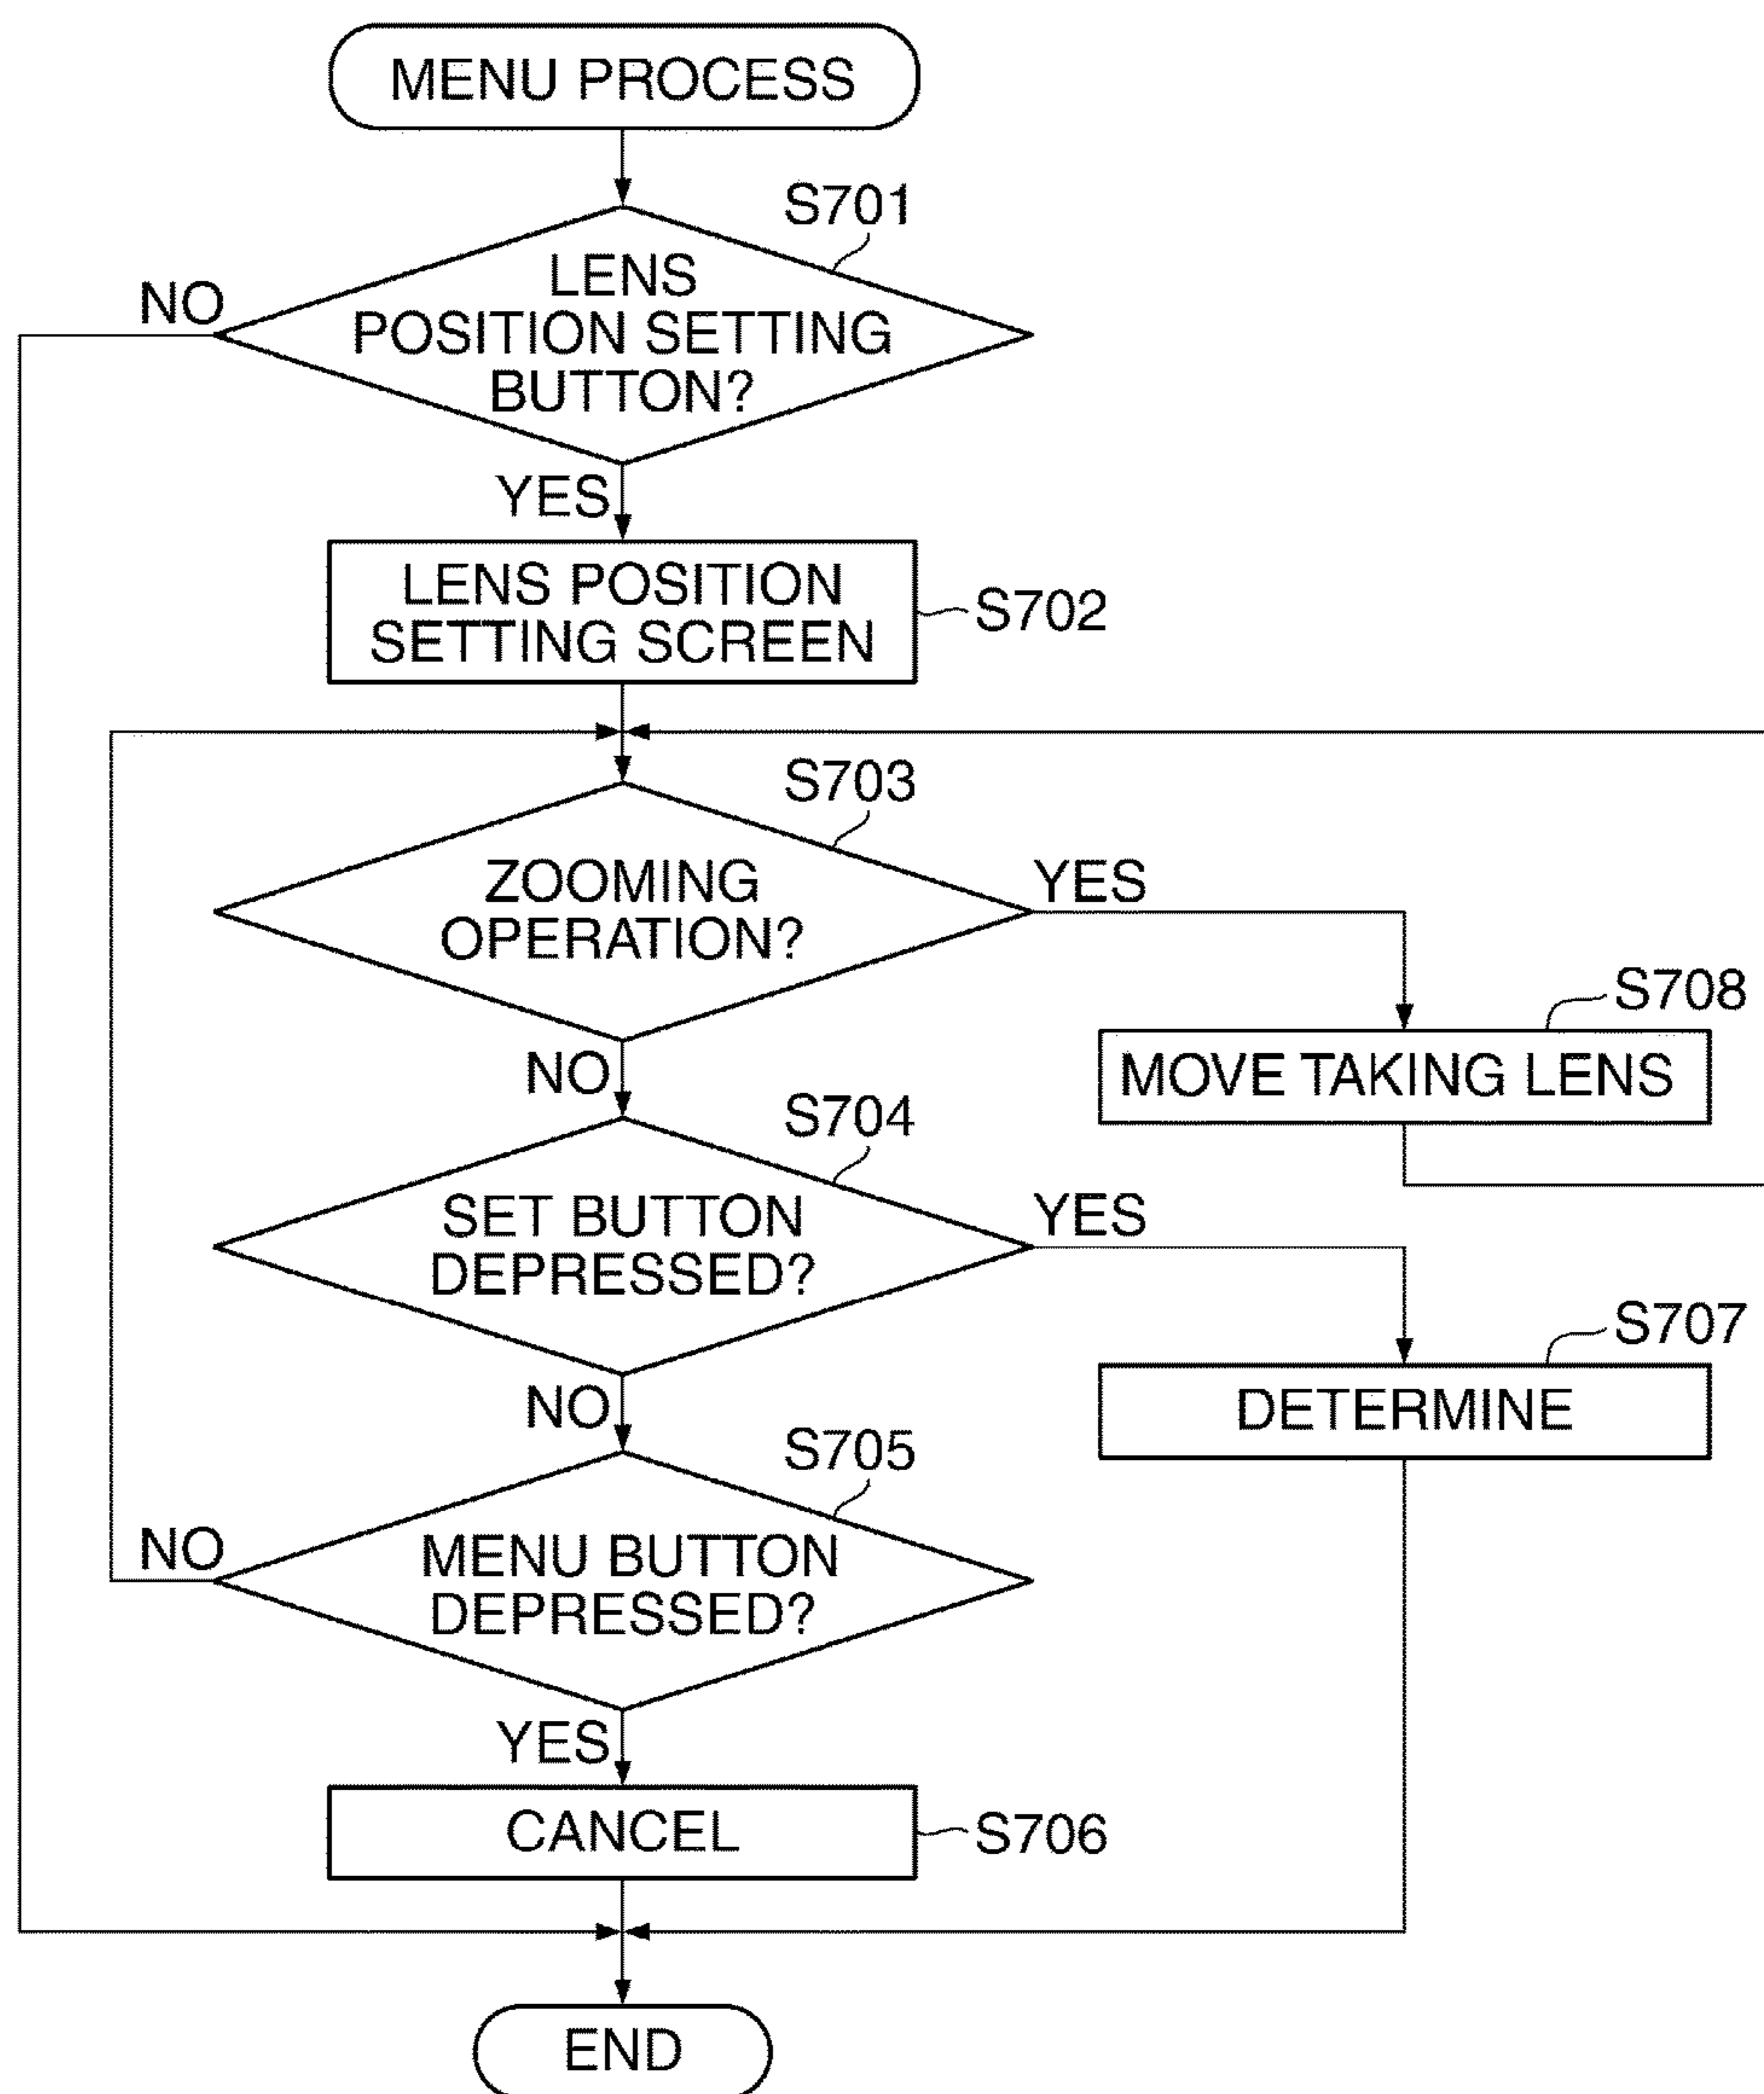 MENU PROCESS
S701
LENS
POSITION SETTING
BUTTON?
NO
YES
LENS POSITION
SETTING SCREEN
S702
S703
ZOOMING
OPERATION?
YES
NO
S708
MOVE TAKING LENS
S704
SET BUTTON
DEPRESSED?
YES
NO
S707
DETERMINE
S705
MENU BUTTON
DEPRESSED?
NO
YES
CANCEL
S706
END